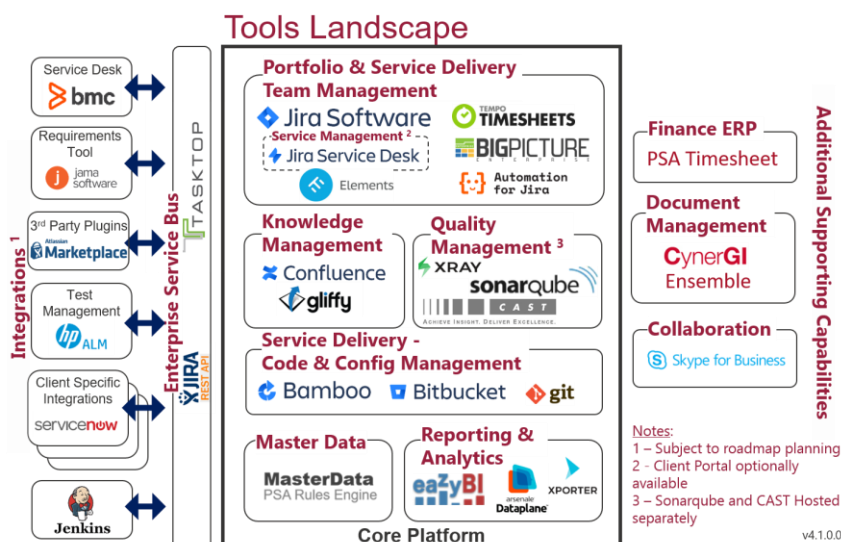 Tools Landscape
Integrations 1
Service Desk
bmc
Requirements
Tool
jama
software
3rd Party Plugins
Atlassian
Marketplace
Test
Management
hp
ALM
Client Specific
Integrations
servicenow
Jenkins
Enterprise Service Bus
TASKTOP
JIRA
REST API
Portfolio & Service Delivery
Team Management
Jira Software
TEMPO
TIMESHEETS
Service Management 2
Jira Service Desk
BIGPICTURE
ENTERPRISE
Elements
Automation
for Jira
Knowledge
Management
Confluence
gliffy
Quality
Management 3
XRAY
sonarqube
CAST
ACHIEVE INSIGHT. DELIVER EXCELLENCE.
Service Delivery -
Code & Config Management
Bamboo
Bitbucket
git
Master Data
MasterData
PSA Rules Engine
Reporting &
Analytics
eaZyBI
arsenale
Dataplane
XPORTER
Core Platform
Additional Supporting Capabilities
Finance ERP
PSA Timesheet
Document
Management
CynerGI
Ensemble
Collaboration
Skype for Business
Notes:
1 – Subject to roadmap planning
2 - Client Portal optionally
available
3 – Sonarqube and CAST Hosted
separately
v4.1.0.0